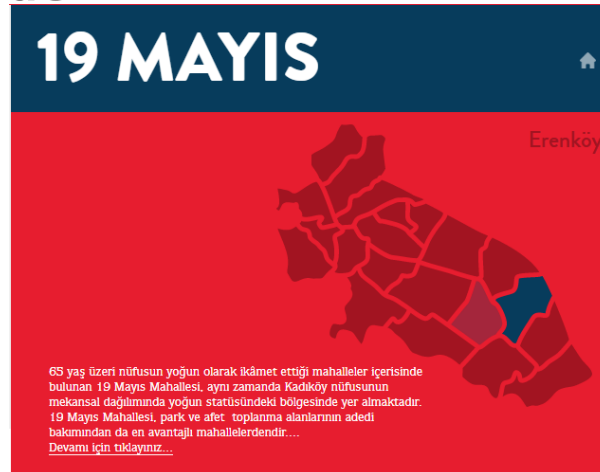 19 MAYIS
Erenköy
65 yaş üzeri nüfusun yoğun olarak ikâmet ettiği mahalleler içerisinde
bulunan 19 Mayıs Mahallesi, aynı zamanda Kadıköy nüfusunun
mekansal dağılımında yoğun statüsündeki bölgesinde yer almaktadır.
19 Mayıs Mahallesi, park ve afet toplanma alanlarının adedi
bakımından da en avantajlı mahallelerdendir....
Devamı için tıklayınız...